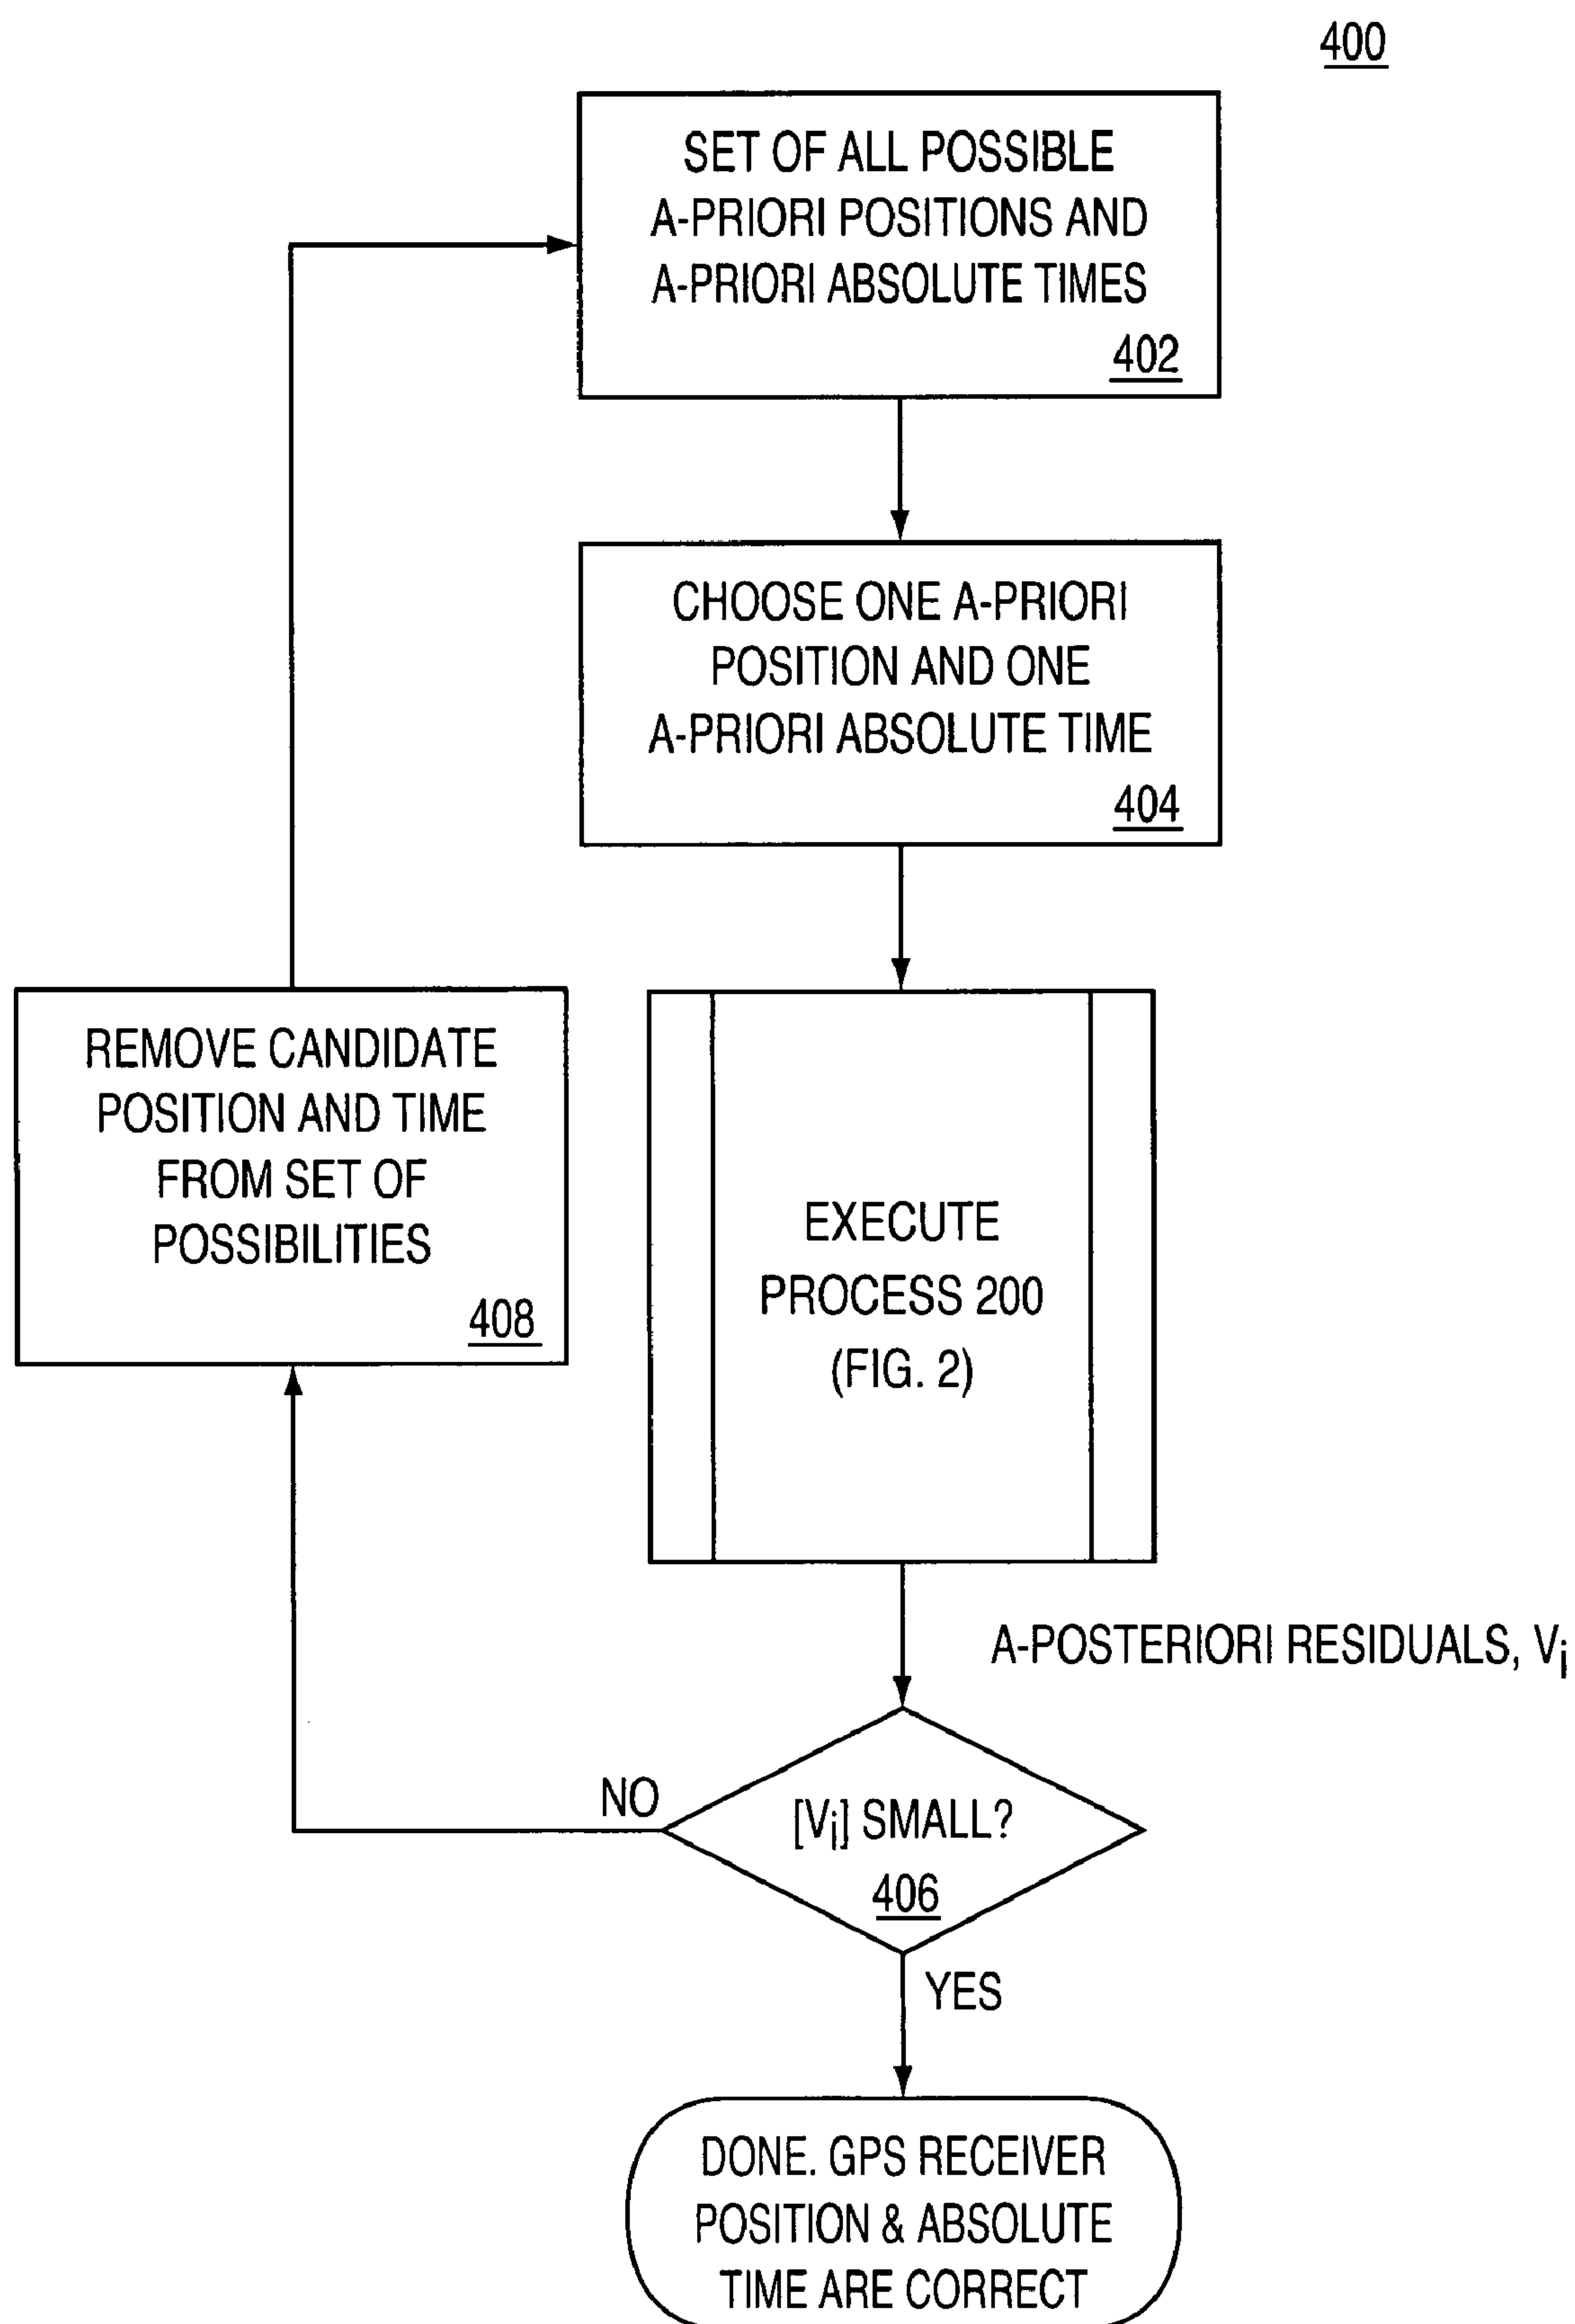 400
SET OF ALL POSSIBLE
A-PRIORI POSITIONS AND
A-PRIORI ABSOLUTE TIMES
402
CHOOSE ONE A-PRIORI
POSITION AND ONE
A-PRIORI ABSOLUTE TIME
404
REMOVE CANDIDATE
POSITION AND TIME
FROM SET OF
POSSIBILITIES
408
EXECUTE
PROCESS 200
(FIG. 2)
A-POSTERIORI RESIDUALS, Vi
NO
[Vi] SMALL?
406
YES
DONE. GPS RECEIVER
POSITION & ABSOLUTE
TIME ARE CORRECT